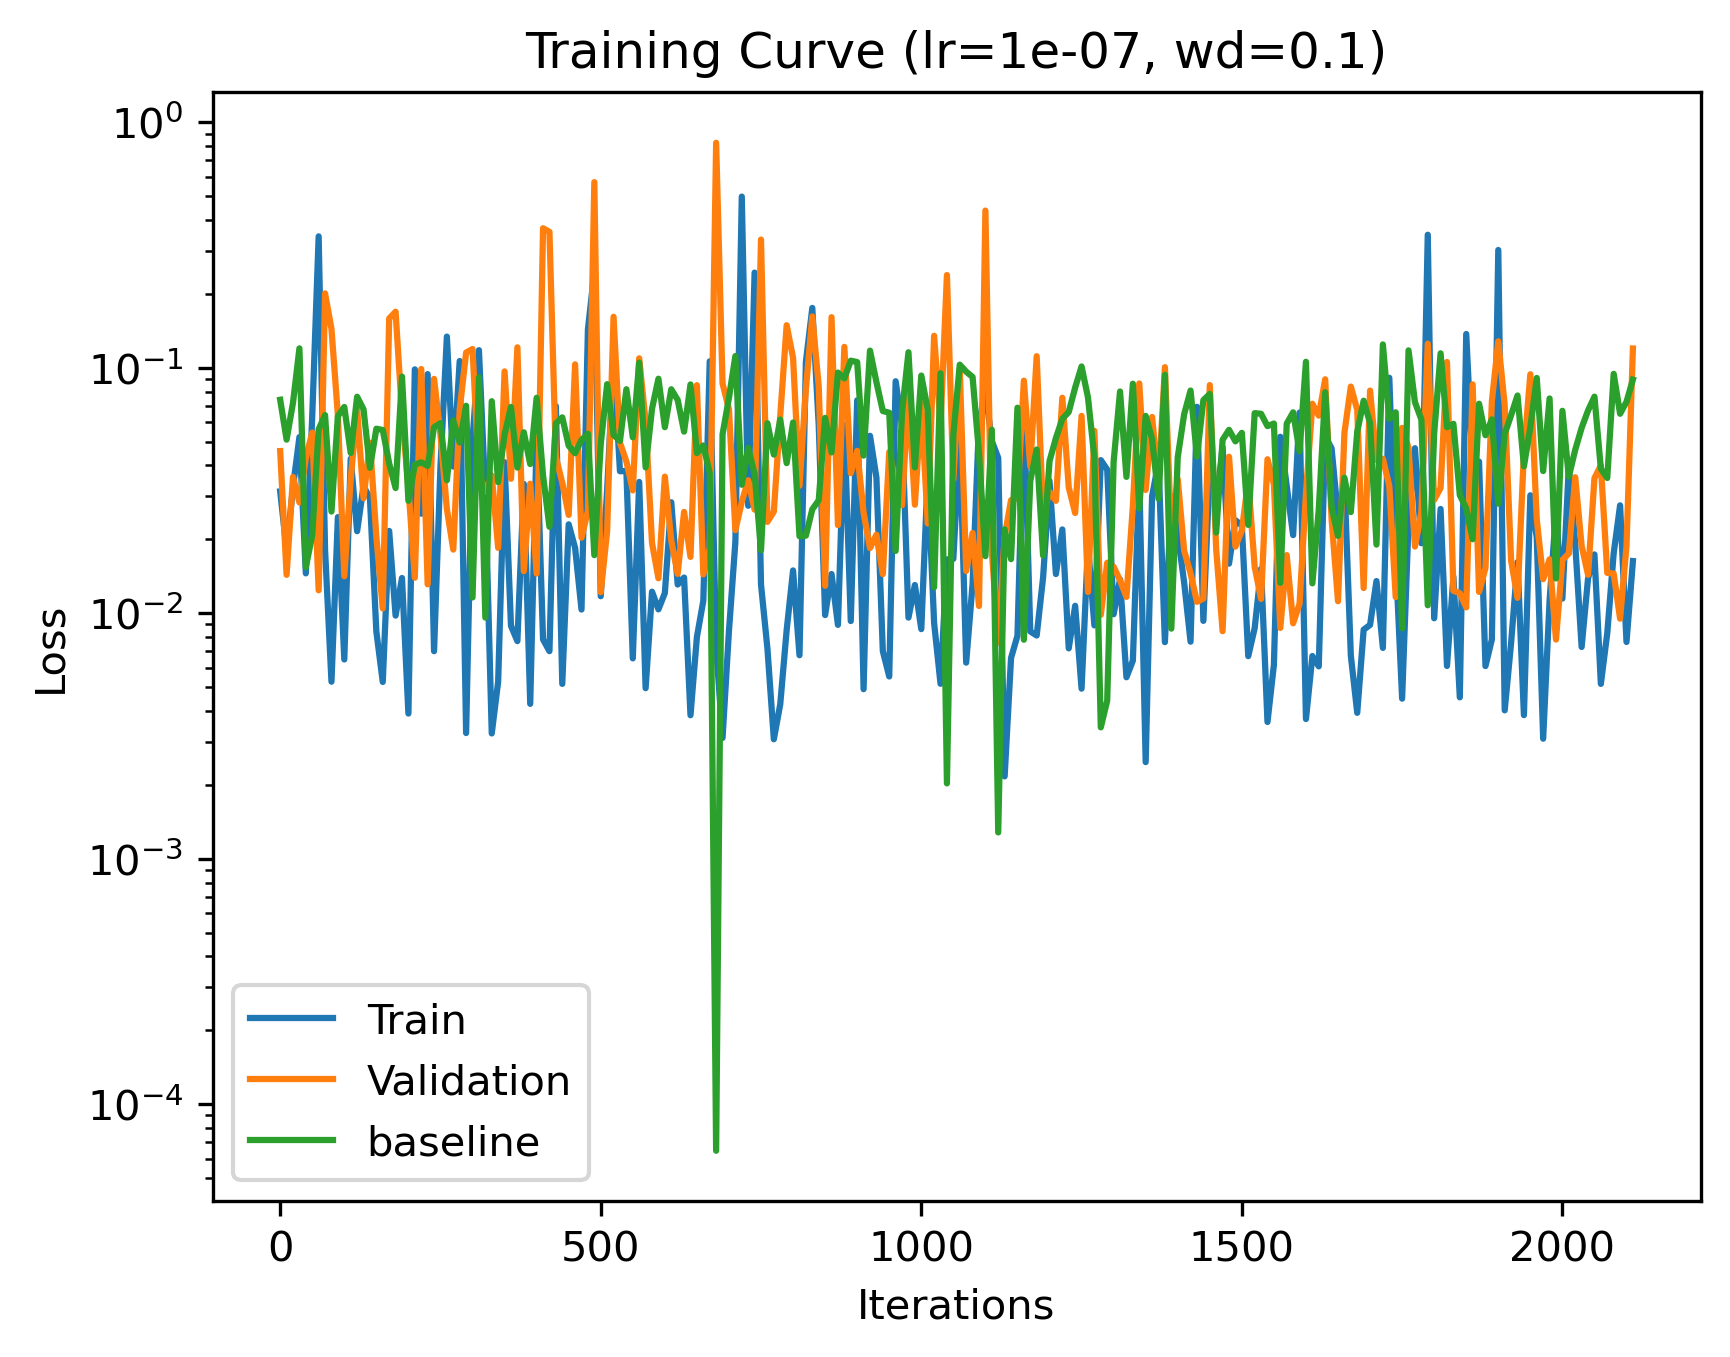 Training Curve (lr=1e-07, wd=0.1)
10⁰
10⁻¹
10⁻²
10⁻³
10⁻⁴
Loss
Train
Validation
baseline
0 500 1000 1500 2000
Iterations